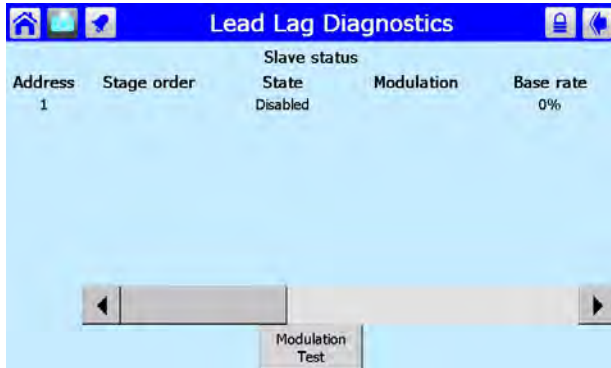 Lead Lag Diagnostics
Slave status
Address Stage order State Modulation Base rate
1 Disabled 0%
Modulation
Test